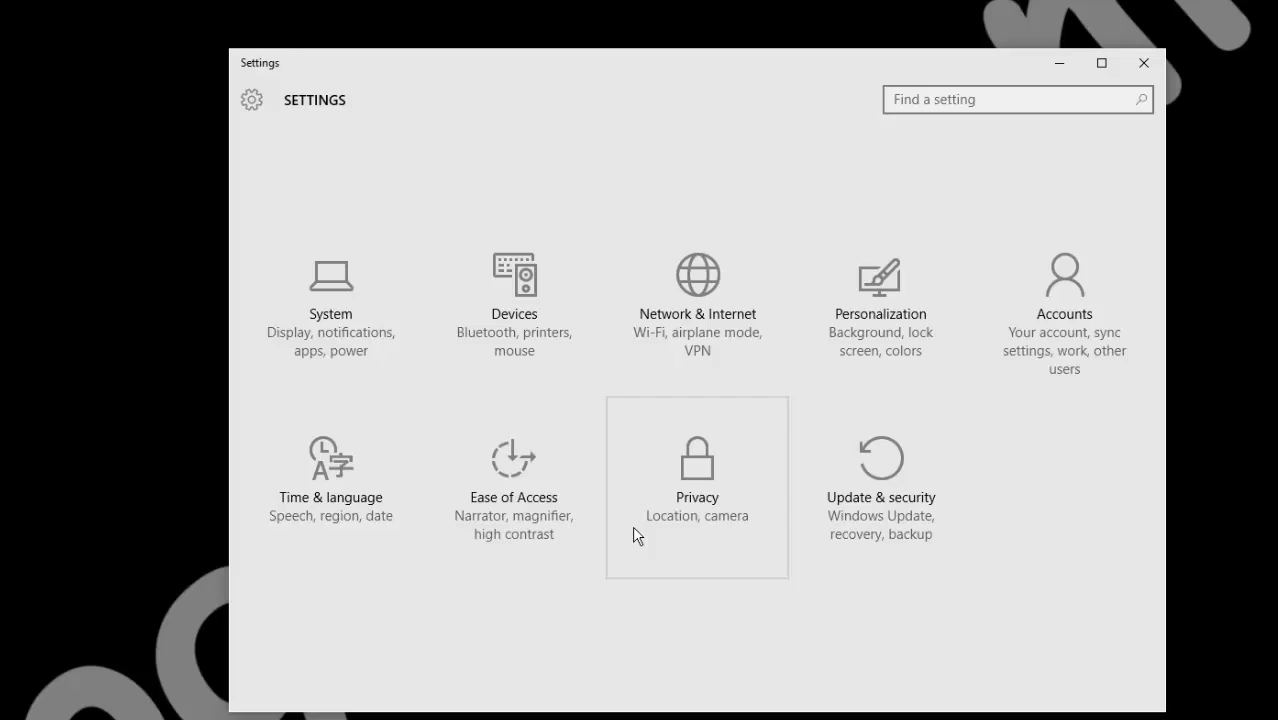 Settings
SETTINGS
Find a setting
System
Display, notifications,
apps, power
Devices
Bluetooth, printers,
mouse
Network & Internet
Wi-Fi, airplane mode,
VPN
Personalization
Background, lock
screen, colors
Accounts
Your account, sync
settings, work, other
users
Time & language
Speech, region, date
Ease of Access
Narrator, magnifier,
high contrast
Privacy
Location, camera
Update & security
Windows Update,
recovery, backup